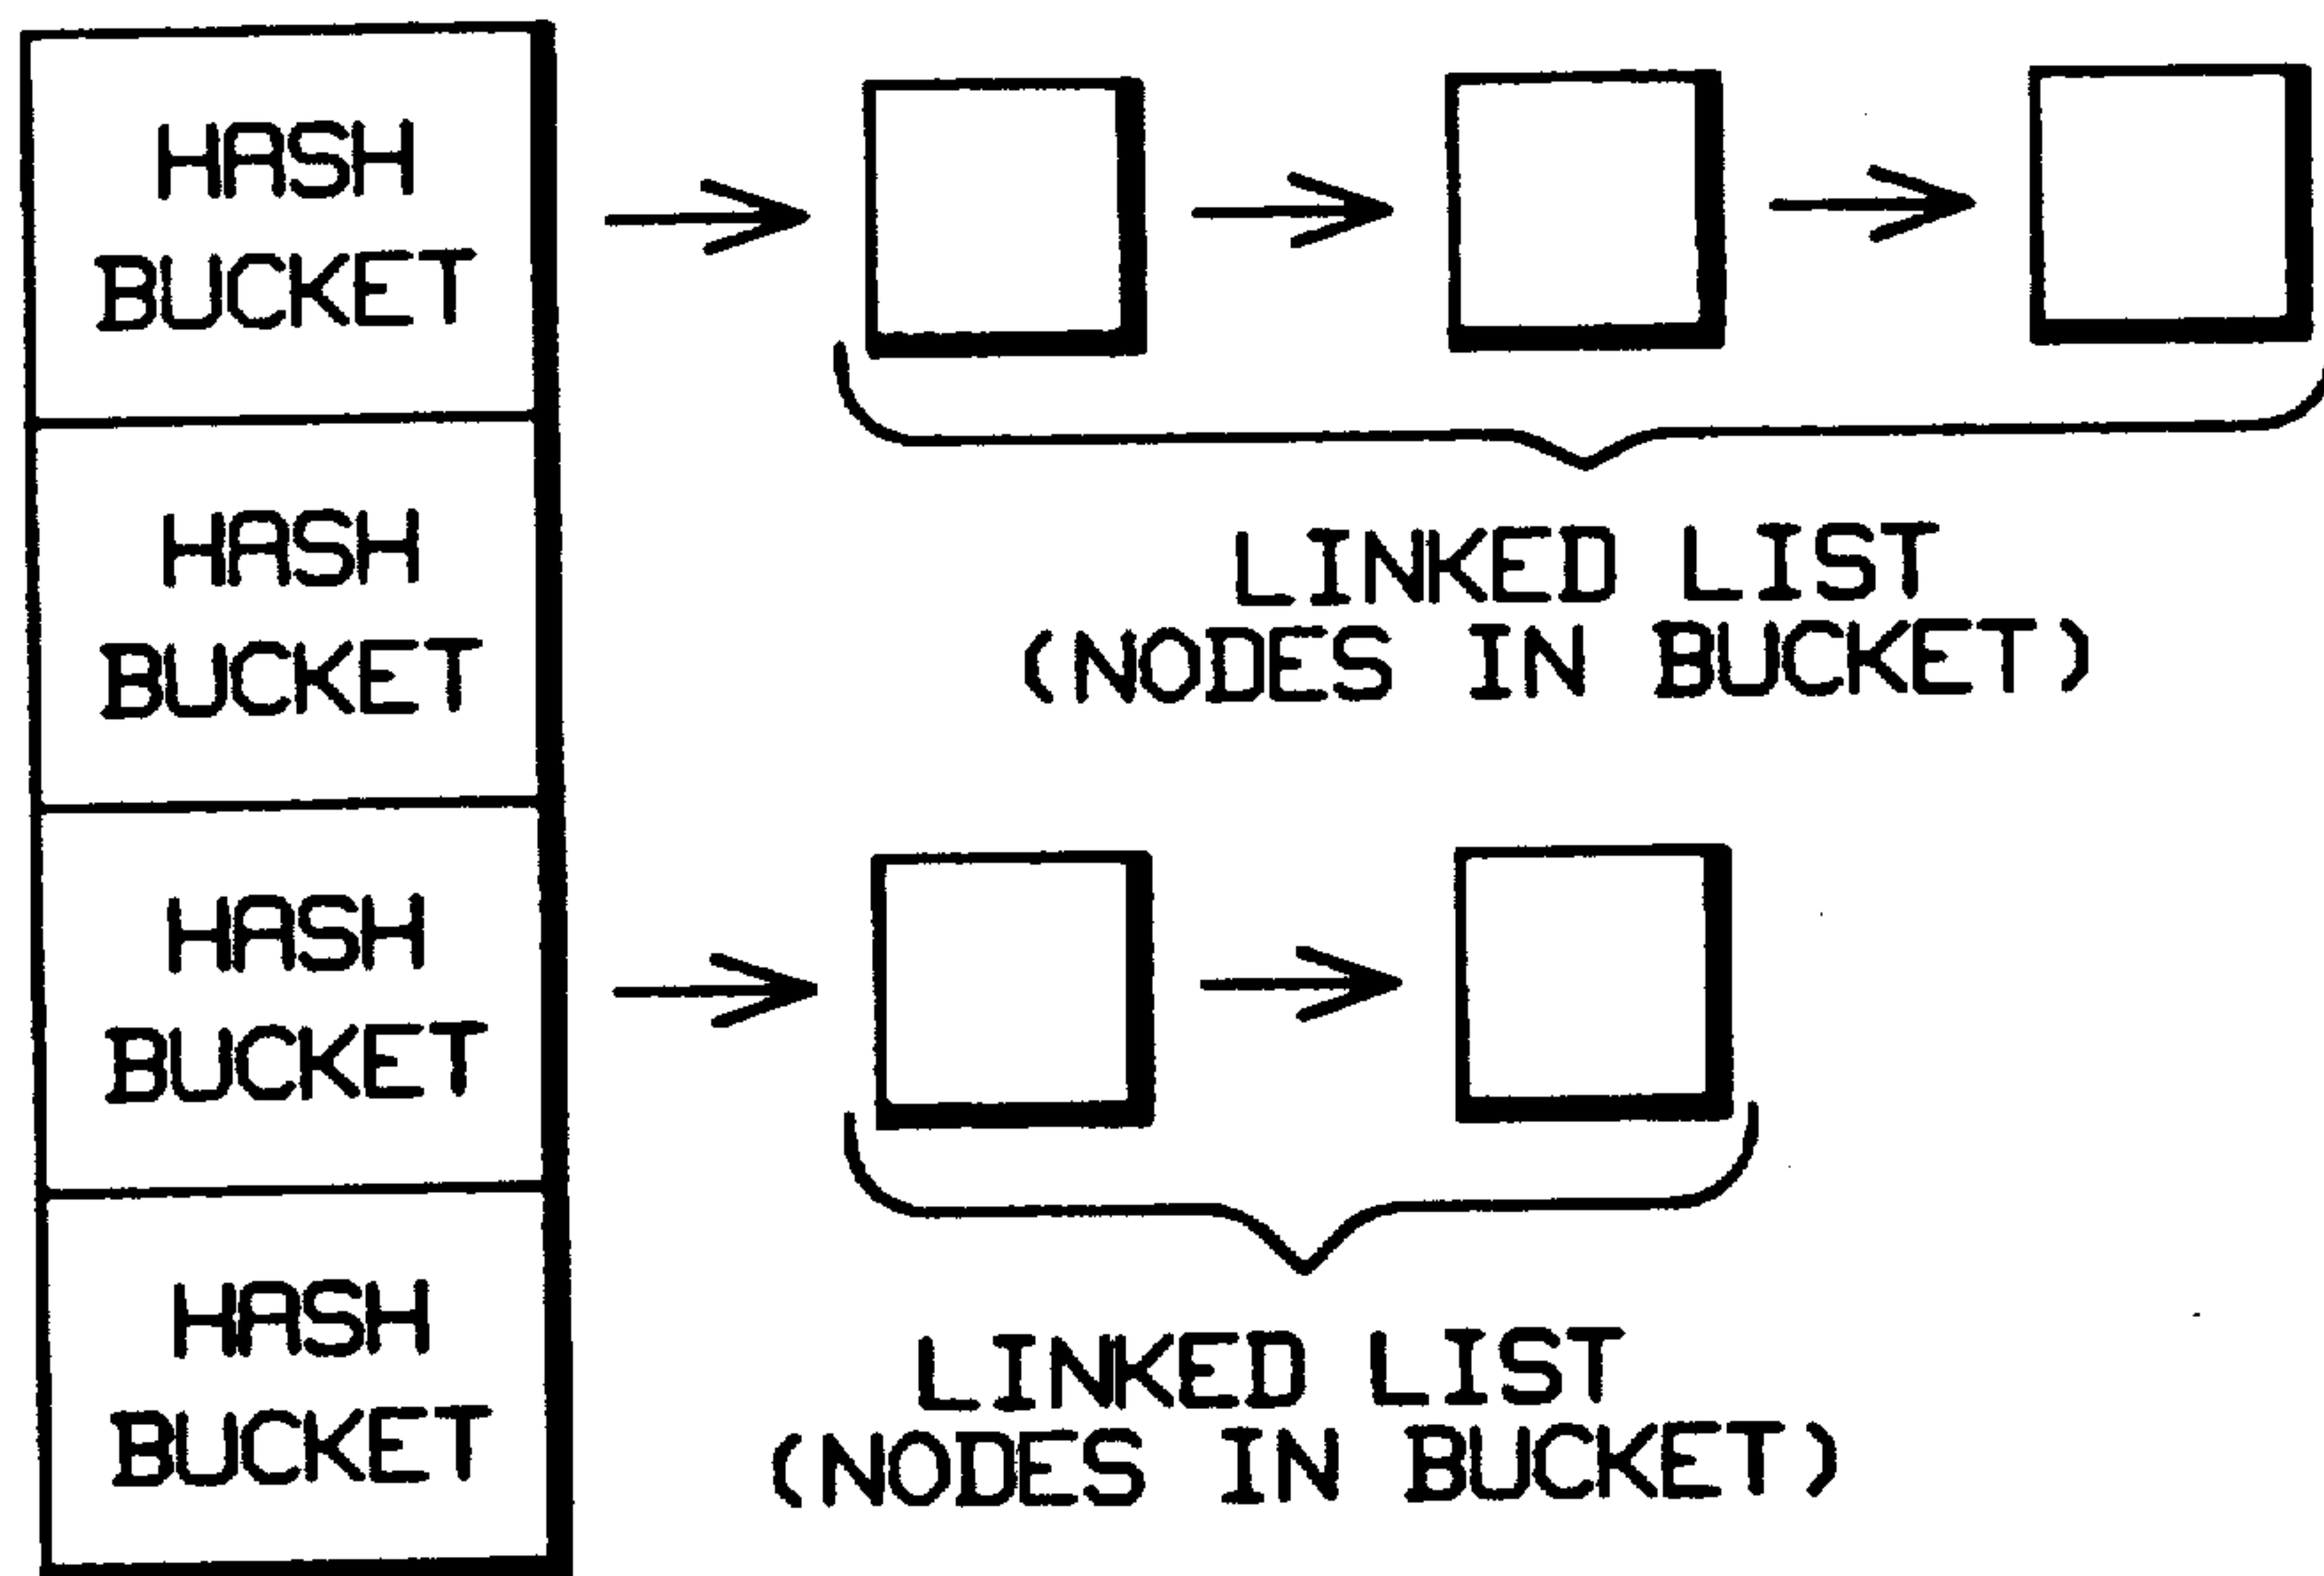 HASH
BUCKET
HASH
BUCKET
LINKED LIST
(NODES IN BUCKET)
HASH
BUCKET
HASH
BUCKET
LINKED LIST
(NODES IN BUCKET)